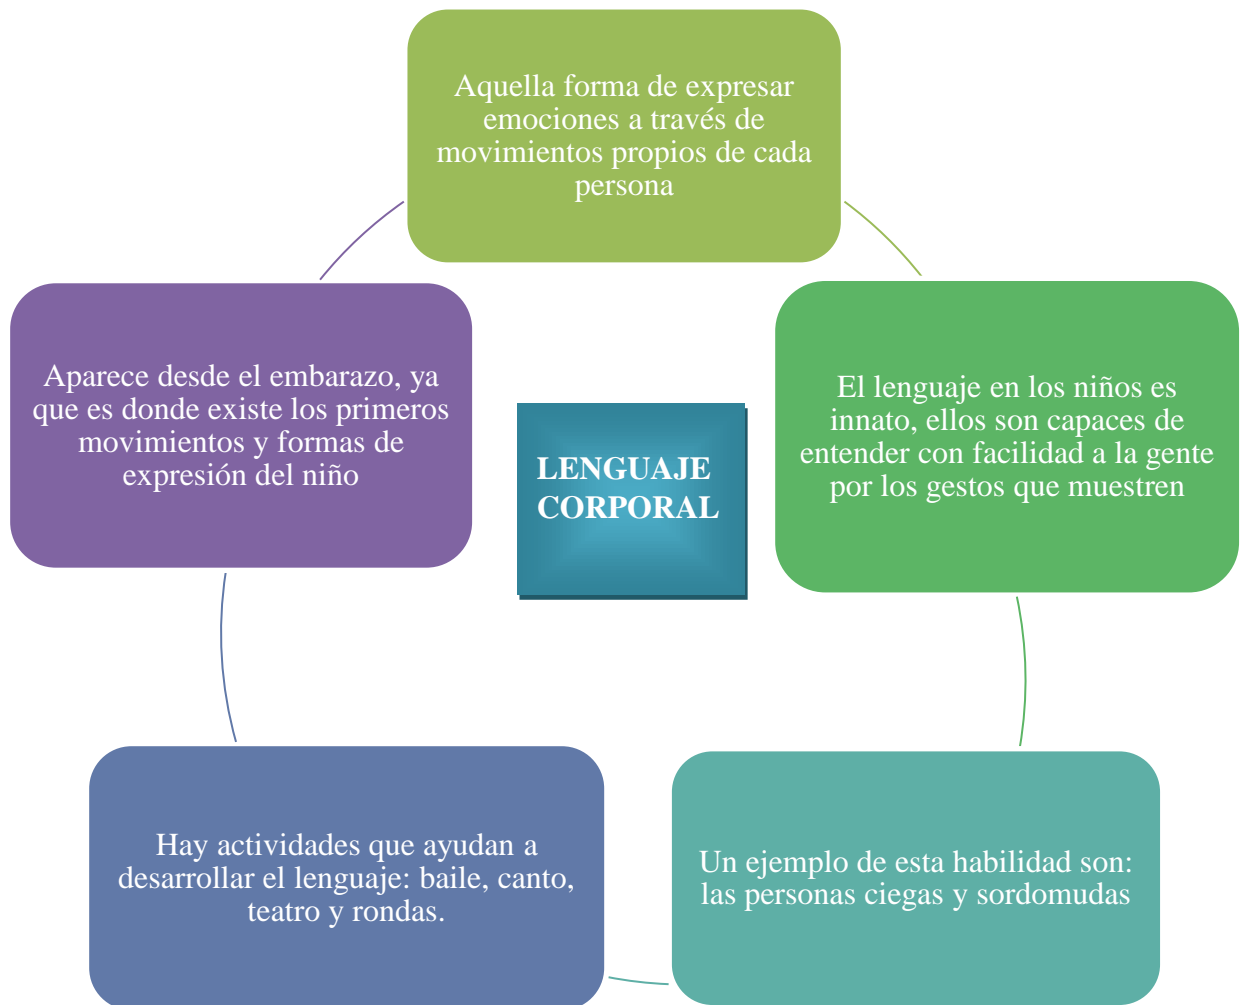 Aquella forma de expresar
emociones a través de
movimientos propios de cada
persona
El lenguaje en los niños es
innato, ellos son capaces de
entender con facilidad a la gente
por los gestos que muestren
Un ejemplo de esta habilidad son:
las personas ciegas y sordomudas
Hay actividades que ayudan a
desarrollar el lenguaje: baile, canto,
teatro y rondas.
Aparece desde el embarazo, ya
que es donde existe los primeros
movimientos y formas de
expresión del niño
LENGUAJE
CORPORAL